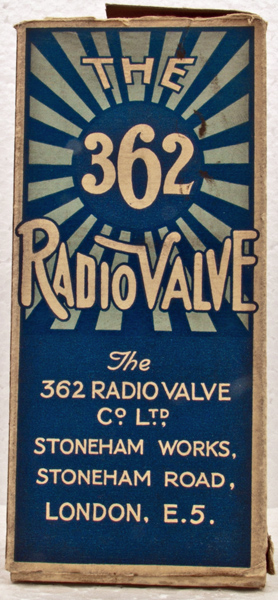 THE
362
RADIO VALVE
The
362 RADIO VALVE
Co LTD,
STONEHAM WORKS,
STONEHAM ROAD,
LONDON, E.5.